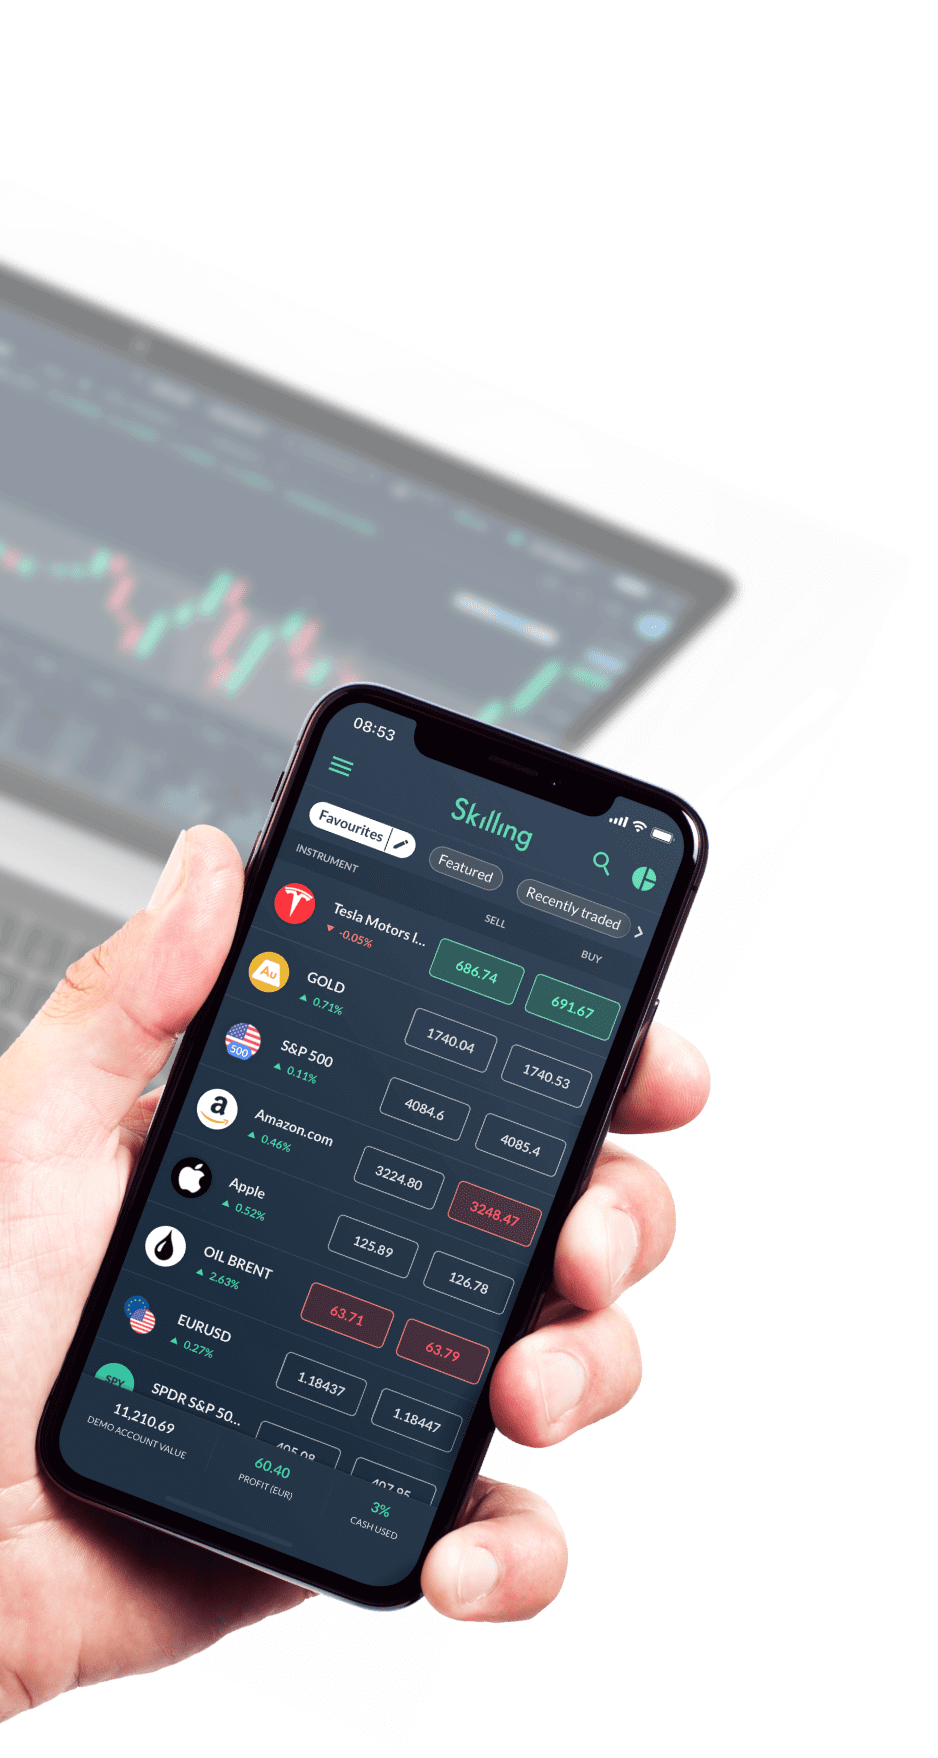 08:53
Skilling
Favourites
Featured
Recently traded
INSTRUMENT
SELL
BUY
Tesla Motors I...
-0.05%
686.74
691.67
Au
GOLD
0.71%
1740.04
1740.53
500
S&P 500
0.11%
4084.6
4085.4
a
Amazon.com
0.46%
3224.80
3248.47
Apple
0.52%
125.89
126.78
OIL BRENT
2.63%
63.71
63.79
EURUSD
0.27%
1.18437
1.18447
SPY
SPDR S&P 50...
405.08
407.95
11,210.69
DEMO ACCOUNT VALUE
60.40
PROFIT (EUR)
3%
CASH USED